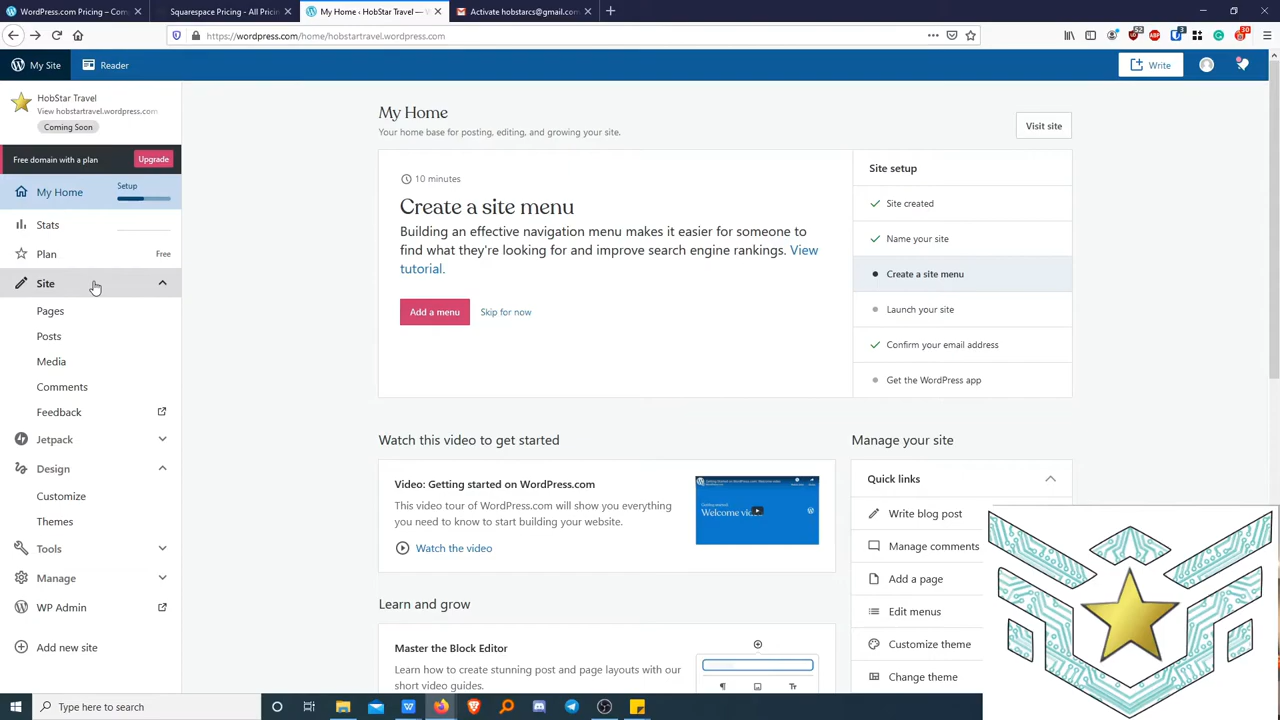 WordPress.com Pricing – Com
Squarespace Pricing - All Pricing
My Home ‹ HobStar Travel — W
Activate hobstarcs@gmail.com
https://wordpress.com/home/hobstartravel.wordpress.com
52
3
30
My Site
Reader
Write
HobStar Travel
View hobstartravel.wordpress.com
Coming Soon
Free domain with a plan
Upgrade
My Home
Setup
Stats
Plan
Free
Site
Pages
Posts
Media
Comments
Feedback
Jetpack
Design
Customize
Themes
Tools
Manage
WP Admin
Add new site
My Home
Your home base for posting, editing, and growing your site.
Visit site
10 minutes
Create a site menu
Building an effective navigation menu makes it easier for someone to
find what they're looking for and improve search engine rankings. View
tutorial.
Add a menu
Skip for now
Site setup
Site created
Name your site
Create a site menu
Launch your site
Confirm your email address
Get the WordPress app
Watch this video to get started
Video: Getting started on WordPress.com
This video tour of WordPress.com will show you everything
you need to know to start building your website.
Watch the video
Manage your site
Quick links
Write blog post
Manage comments
Add a page
Edit menus
Customize theme
Change theme
Learn and grow
Master the Block Editor
Learn how to create stunning post and page layouts with our
short video guides.
Type here to search